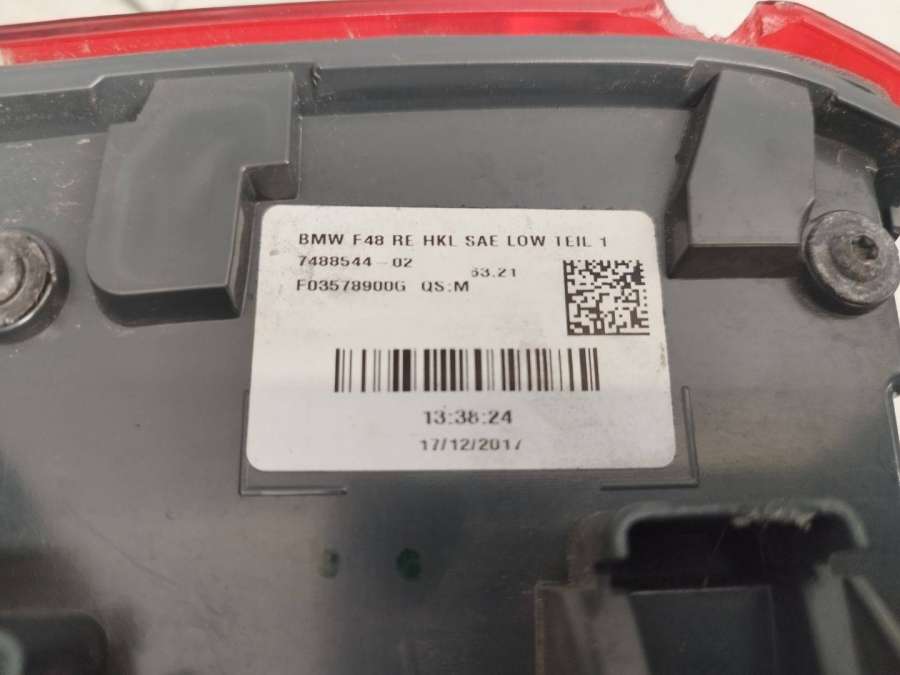 BMW F48 RE HKL SAE LOW TEIL 1
7488544-02 63.21
F03578900G QS:M
13:38:24
17/12/2017